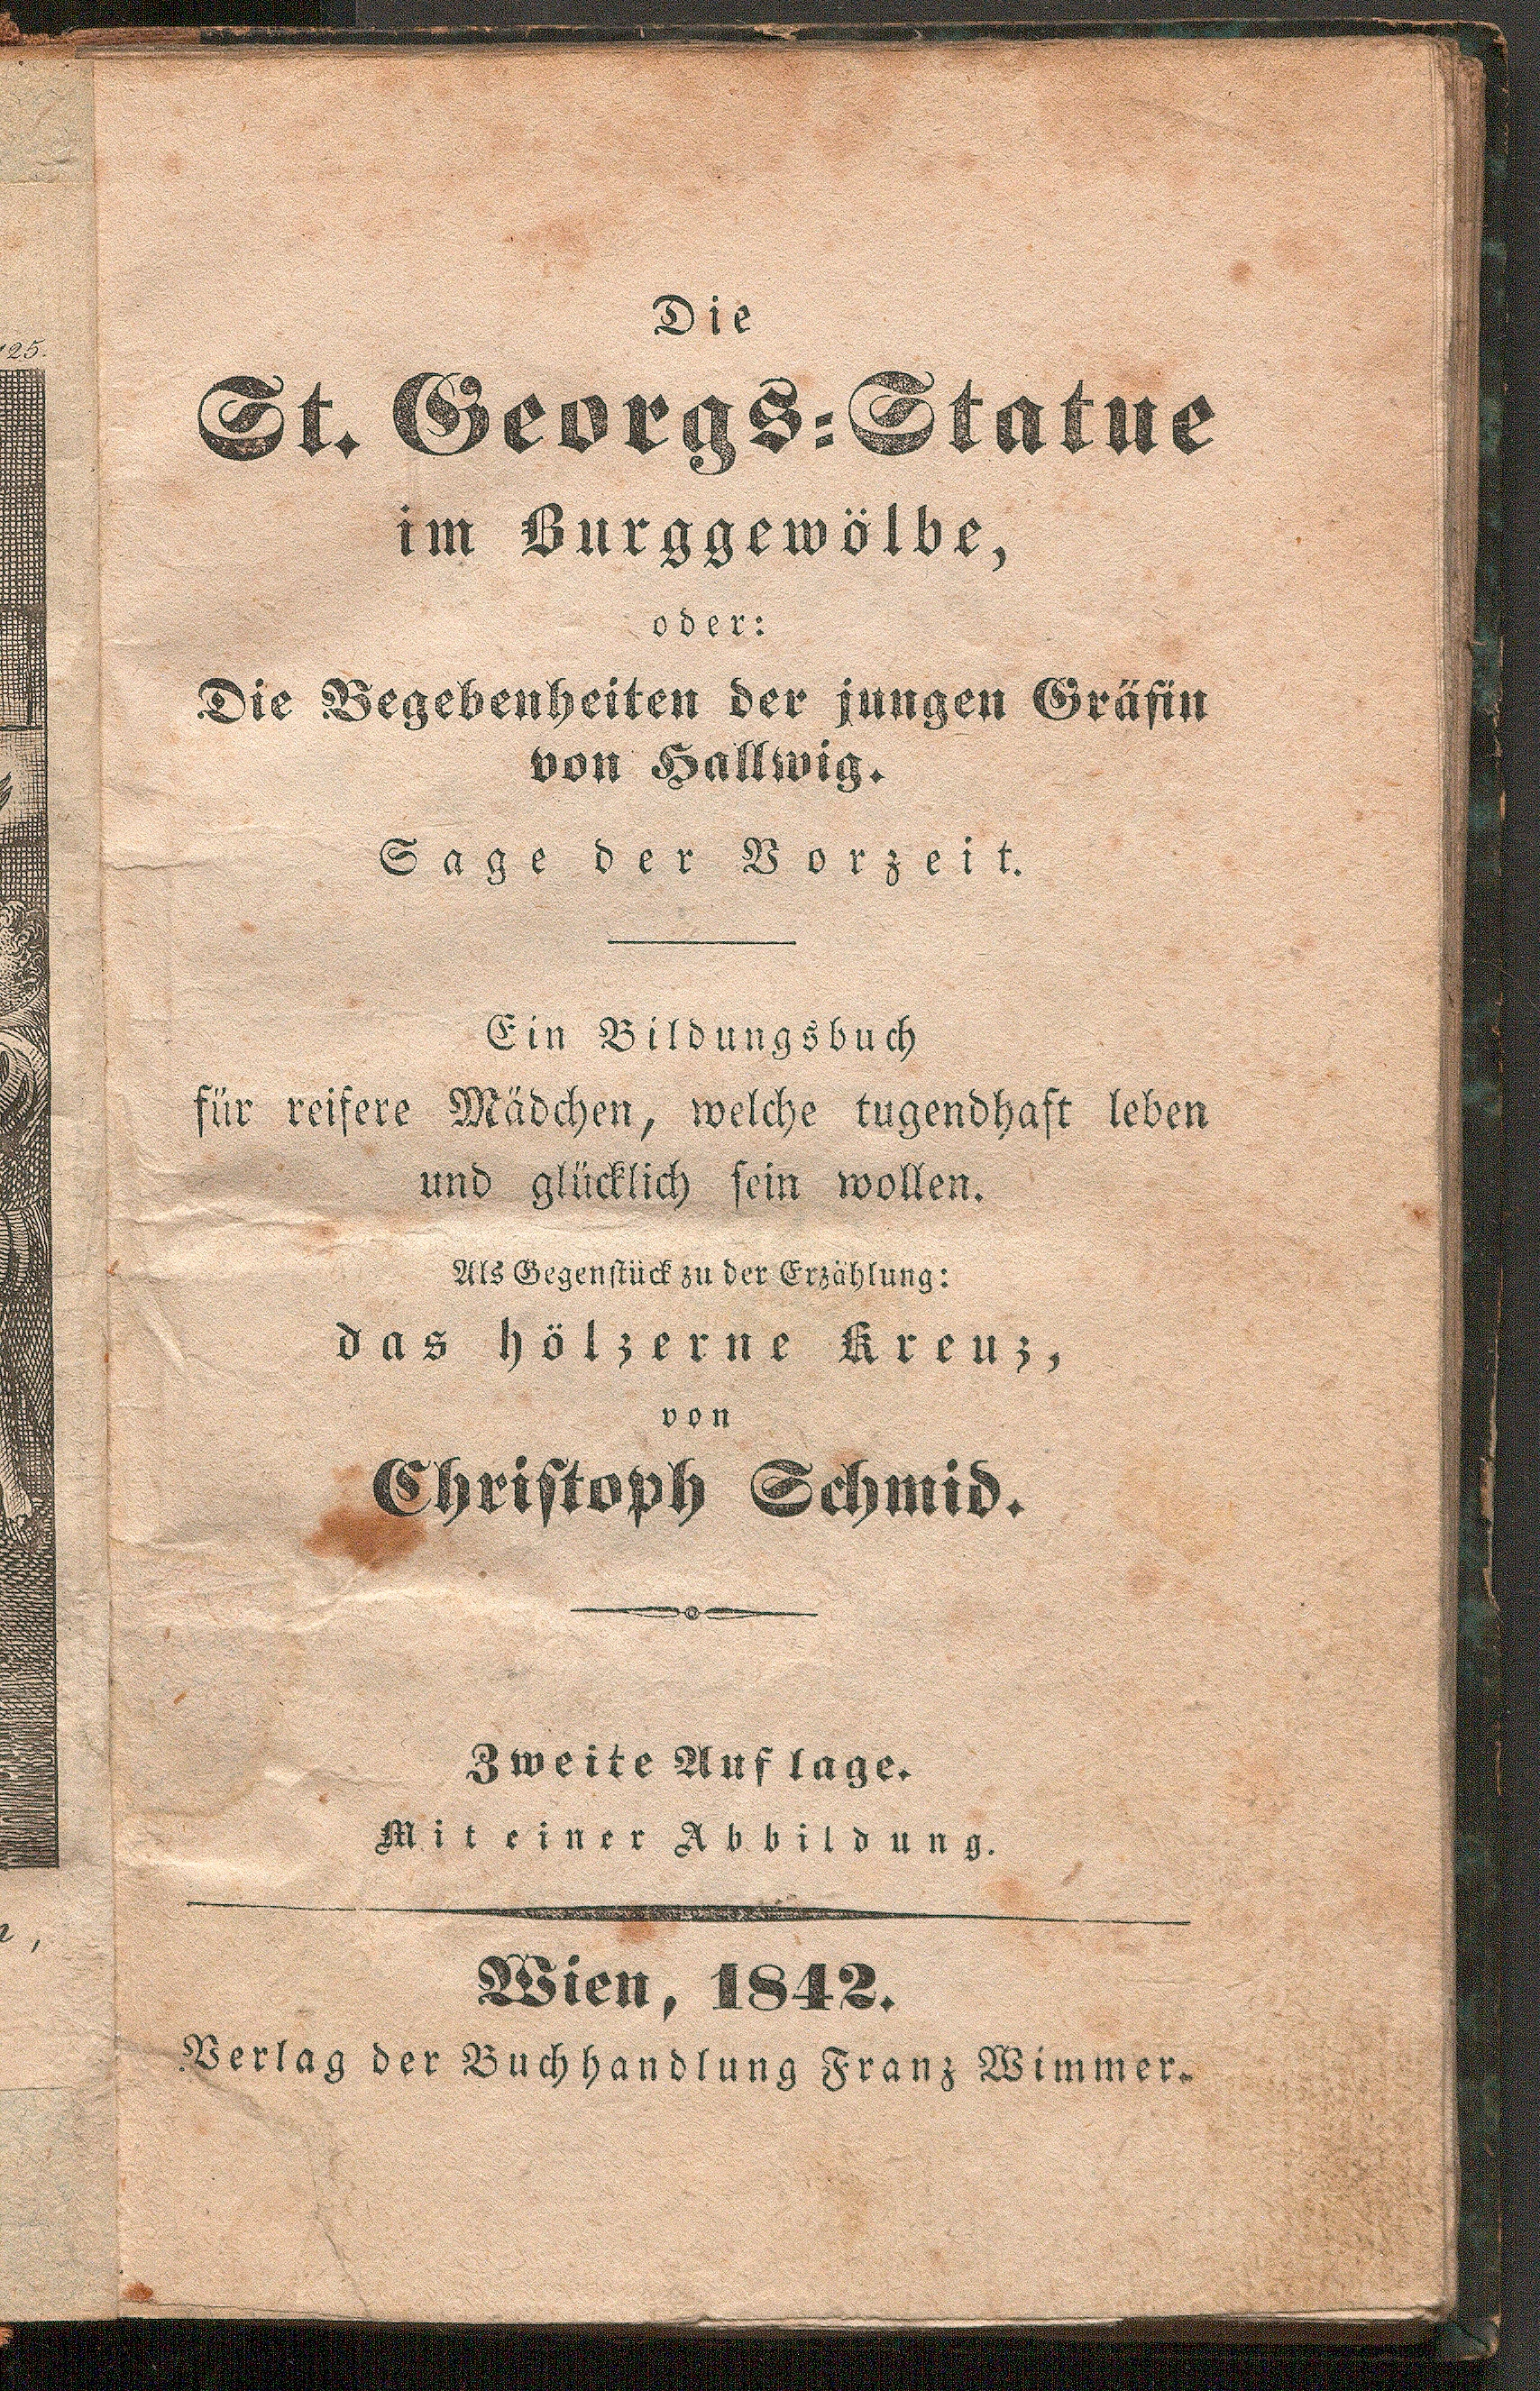 125.
Die
St. Georgs=Statue
im Burggewölbe,
oder:
Die Begebenheiten der jungen Gräfin
von Hallwig.
Sage der Vorzeit.
Ein Bildungsbuch
für reifere Mädchen, welche tugendhaft leben
und glücklich sein wollen.
Als Gegenstück zu der Erzählung:
das hölzerne Kreuz,
von
Christoph Schmid.
Zweite Auflage.
Mit einer Abbildung.
Wien, 1842.
Verlag der Buchhandlung Franz Wimmer.